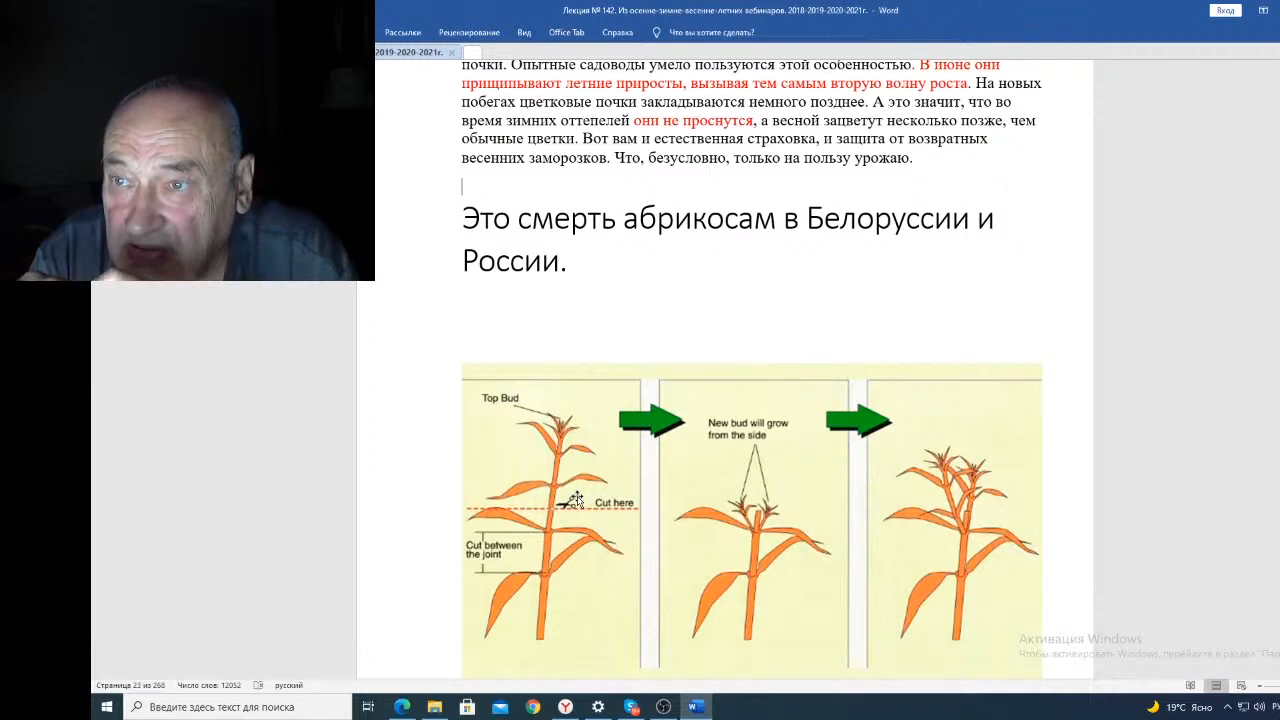 Лекция № 142. Из осенне-зимне-весенне-летних вебинаров. 2018-2019-2020-2021г. - Word
Вход
Рассылки Рецензирование Вид Office Tab Справка Что вы хотите сделать?
2019-2020-2021г.
почки. Опытные садоводы умело пользуются этой особенностью. В июне они
прищипывают летние приросты, вызывая тем самым вторую волну роста. На новых
побегах цветковые почки закладываются немного позднее. А это значит, что во
время зимних оттепелей они не проснутся, а весной зацветут несколько позже, чем
обычные цветки. Вот вам и естественная страховка, и защита от возвратных
весенних заморозков. Что, безусловно, только на пользу урожаю.
Это смерть абрикосам в Белоруссии и
России.
Top Bud
Cut here
Cut between
the joint
New bud will grow
from the side
Активация Windows
Чтобы активировать Windows, перейдите в раздел "Пар
Страница 23 из 268 Число слов: 12052 русский
Введите здесь текст для поиска